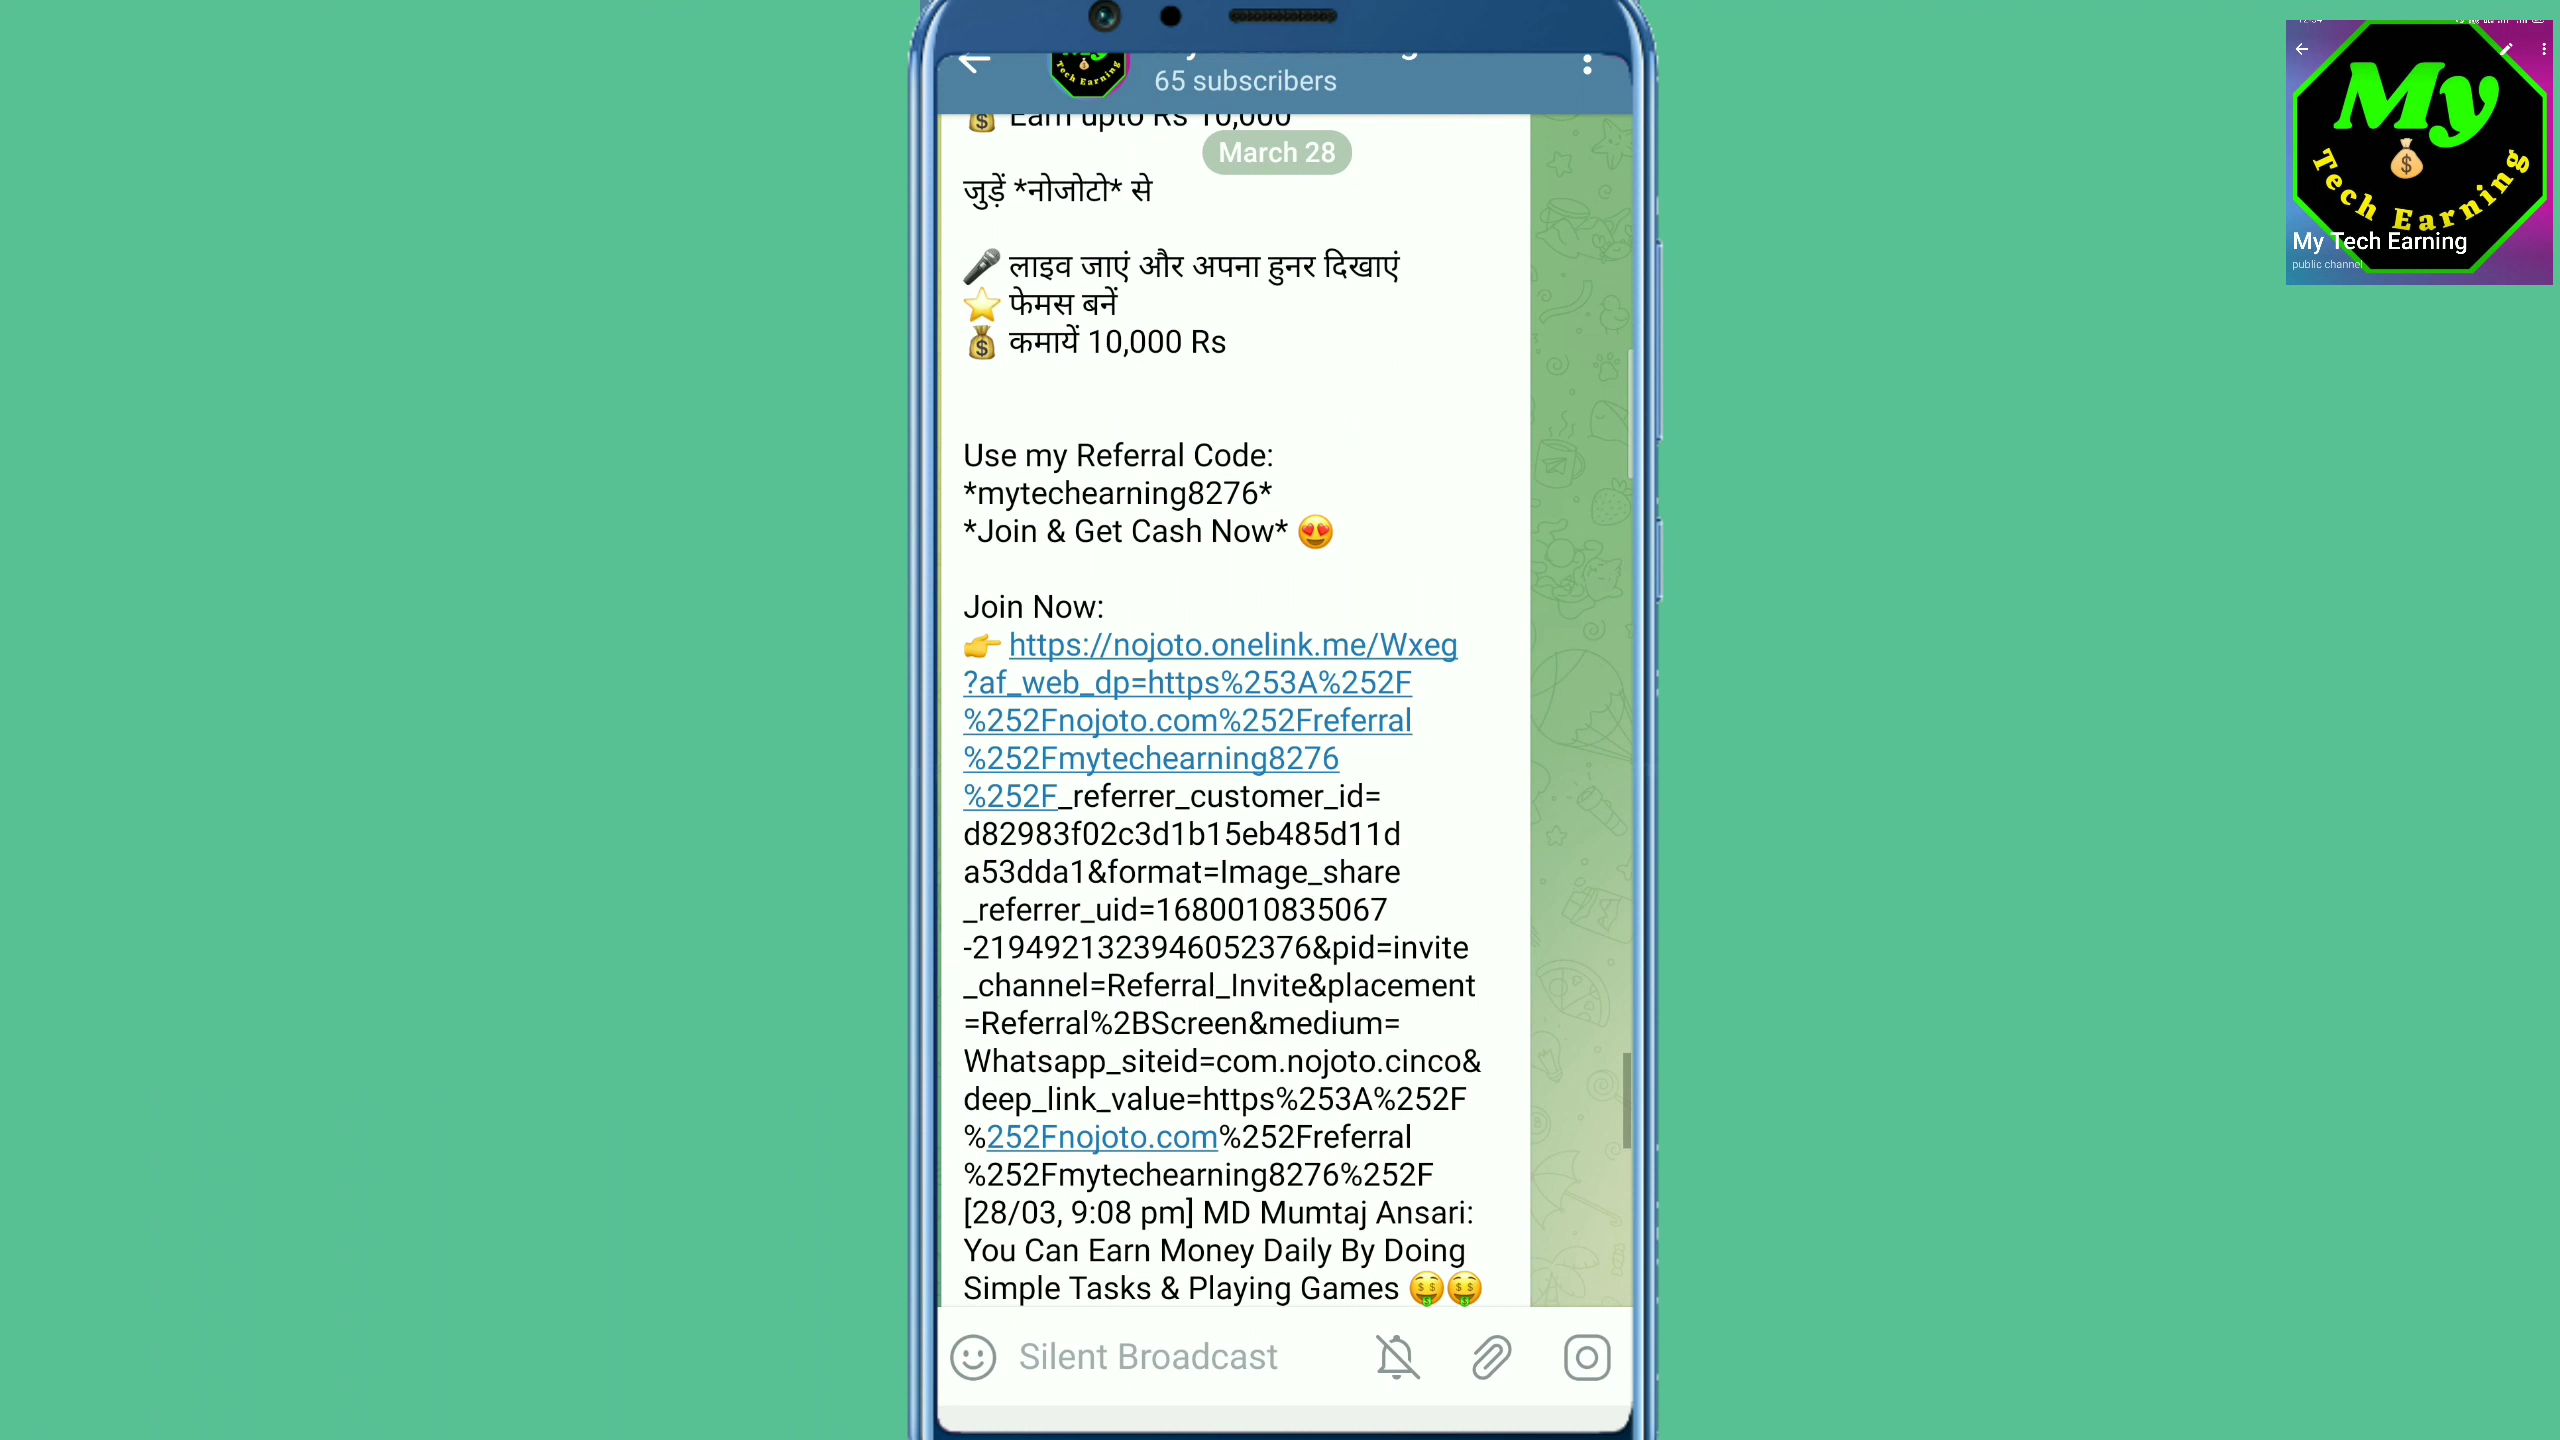 65 subscribers
Earn upto Rs 10,000
March 28
जुड़ें *नोजोटो* से
लाइव जाएं और अपना हुनर दिखाएं
फेमस बनें
कमायें 10,000 Rs
Use my Referral Code:
*mytechearning8276*
*Join & Get Cash Now*
Join Now:
https://nojoto.onelink.me/Wxeg
?af_web_dp=https%253A%252F
%252Fnojoto.com%252Freferral
%252Fmytechearning8276
%252F_referrer_customer_id=
d82983f02c3d1b15eb485d11d
a53dda1&format=Image_share
_referrer_uid=1680010835067
-2194921323946052376&pid=invite
_channel=Referral_Invite&placement
=Referral%2BScreen&medium=
Whatsapp_siteid=com.nojoto.cinco&
deep_link_value=https%253A%252F
%252Fnojoto.com%252Freferral
%252Fmytechearning8276%252F
[28/03, 9:08 pm] MD Mumtaj Ansari:
You Can Earn Money Daily By Doing
Simple Tasks & Playing Games
Silent Broadcast
My
Tech Earning
My Tech Earning
public channel